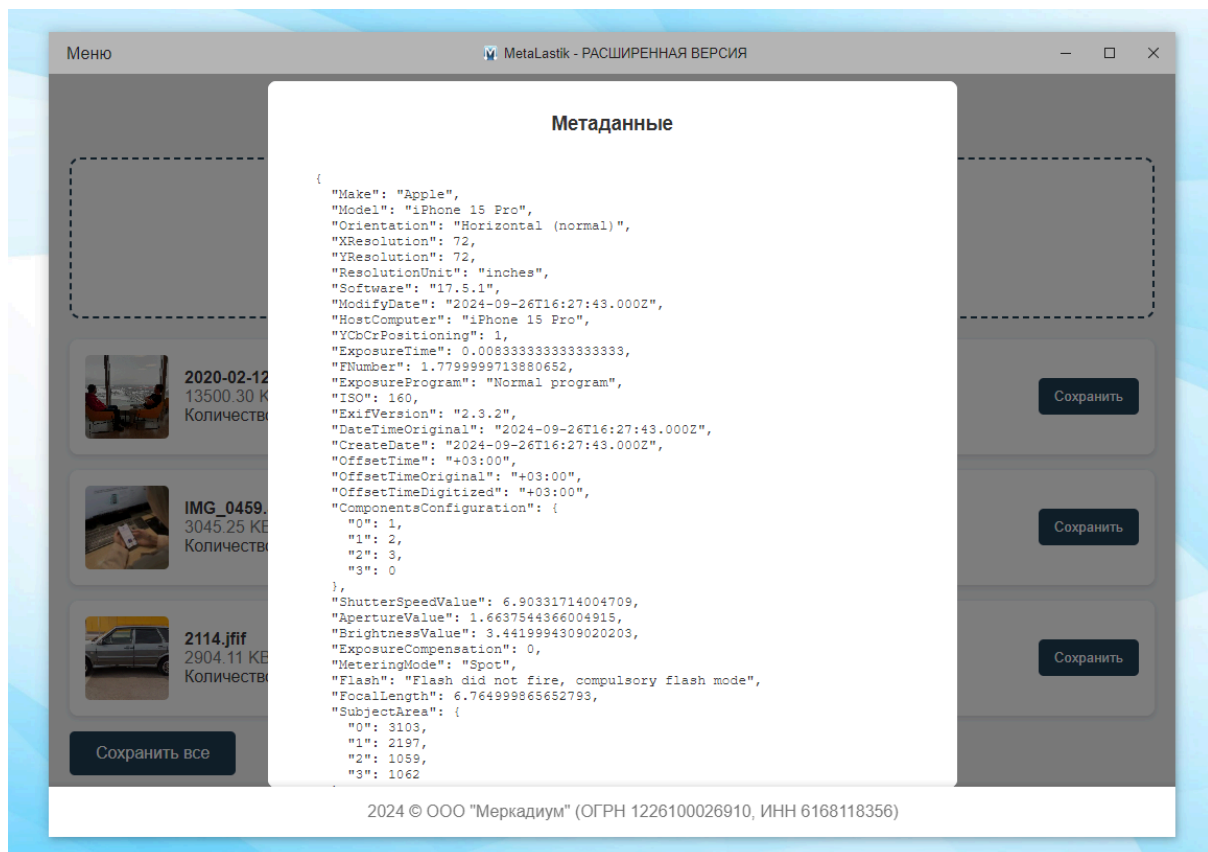 Меню
MetaLastik - РАСШИРЕННАЯ ВЕРСИЯ
Метаданные
{
"Make": "Apple",
"Model": "iPhone 15 Pro",
"Orientation": "Horizontal (normal)",
"XResolution": 72,
"YResolution": 72,
"ResolutionUnit": "inches",
"Software": "17.5.1",
"ModifyDate": "2024-09-26T16:27:43.000Z",
"HostComputer": "iPhone 15 Pro",
"YCbCrPositioning": 1,
"ExposureTime": 0.008333333333333333,
"FNumber": 1.7799999713880652,
"ExposureProgram": "Normal program",
"ISO": 160,
"ExifVersion": "2.3.2",
"DateTimeOriginal": "2024-09-26T16:27:43.000Z",
"CreateDate": "2024-09-26T16:27:43.000Z",
"OffsetTime": "+03:00",
"OffsetTimeOriginal": "+03:00",
"OffsetTimeDigitized": "+03:00",
"ComponentsConfiguration": {
"0": 1,
"1": 2,
"2": 3,
"3": 0
},
"ShutterSpeedValue": 6.90331714004709,
"ApertureValue": 1.6637544366004915,
"BrightnessValue": 3.4419994309020203,
"ExposureCompensation": 0,
"MeteringMode": "Spot",
"Flash": "Flash did not fire, compulsory flash mode",
"FocalLength": 6.764999865652793,
"SubjectArea": {
"0": 3103,
"1": 2197,
"2": 1059,
"3": 1062
2020-02-12
13500.30 K
Количество
Сохранить
IMG_0459.
3045.25 KB
Количество
Сохранить
2114.jfif
2904.11 KB
Количество
Сохранить
Сохранить все
2024 © ООО "Меркадиум" (ОГРН 1226100026910, ИНН 6168118356)